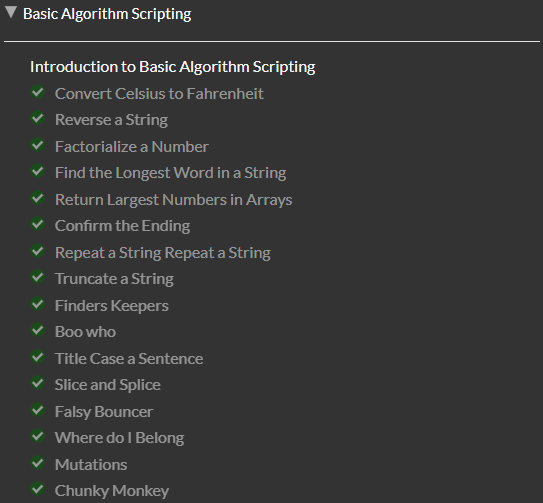 Basic Algorithm Scripting
Introduction to Basic Algorithm Scripting
Convert Celsius to Fahrenheit
Reverse a String
Factorialize a Number
Find the Longest Word in a String
Return Largest Numbers in Arrays
Confirm the Ending
Repeat a String Repeat a String
Truncate a String
Finders Keepers
Boo who
Title Case a Sentence
Slice and Splice
Falsy Bouncer
Where do I Belong
Mutations
Chunky Monkey